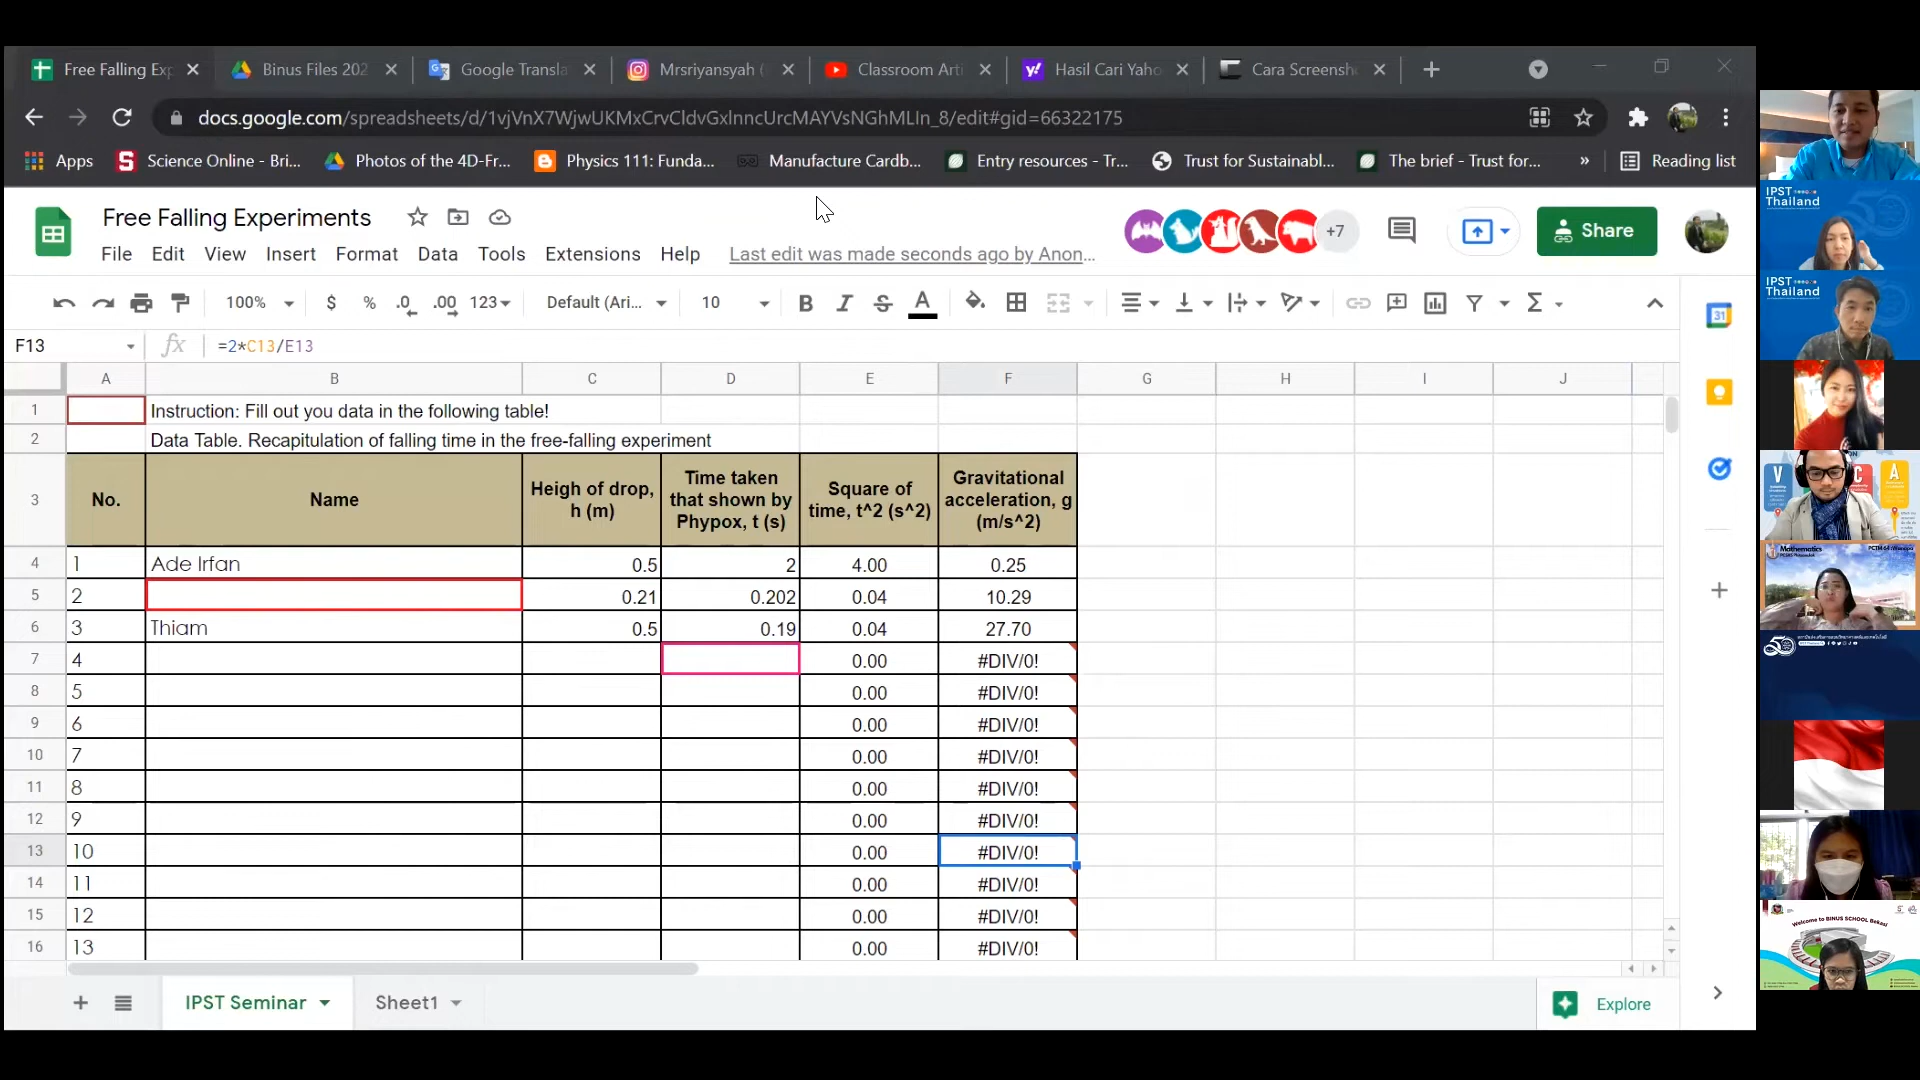 Free Falling Exp
Binus Files 202
Google Transla
Mrsriyansyah (
Classroom Arti
Hasil Cari Yaho
Cara Screensh
docs.google.com/spreadsheets/d/1vjVnX7WjwUKMxCrvCldvGxlnncUrcMAYVsNGhMLIn_8/edit#gid=66322175
Apps
Science Online - Bri...
Photos of the 4D-Fr...
Physics 111: Funda...
Manufacture Cardb...
Entry resources - Tr...
Trust for Sustainabl...
The brief - Trust for...
»
Reading list
Free Falling Experiments
+7
Share
File Edit View Insert Format Data Tools Extensions Help
Last edit was made seconds ago by Anon...
100% $ % .0 .00 123 Default (Ari... 10 B I S A Σ
F13 fx =2*C13/E13
A B C D E F G H I J
1 Instruction: Fill out you data in the following table!
2 Data Table. Recapitulation of falling time in the free-falling experiment
3 No. Name Heigh of drop, h (m) Time taken that shown by Phypox, t (s) Square of time, t^2 (s^2) Gravitational acceleration, g (m/s^2)
4 1 Ade Irfan 0.5 2 4.00 0.25
5 2 0.21 0.202 0.04 10.29
6 3 Thiam 0.5 0.19 0.04 27.70
7 4 0.00 #DIV/0!
8 5 0.00 #DIV/0!
9 6 0.00 #DIV/0!
10 7 0.00 #DIV/0!
11 8 0.00 #DIV/0!
12 9 0.00 #DIV/0!
13 10 0.00 #DIV/0!
14 11 0.00 #DIV/0!
15 12 0.00 #DIV/0!
16 13 0.00 #DIV/0!
IPST Seminar
Sheet1
Explore
31
IPST
Thailand
IPST
Thailand
V C A
Mathematics
50
Welcome to BINUS SCHOOL Bekasi